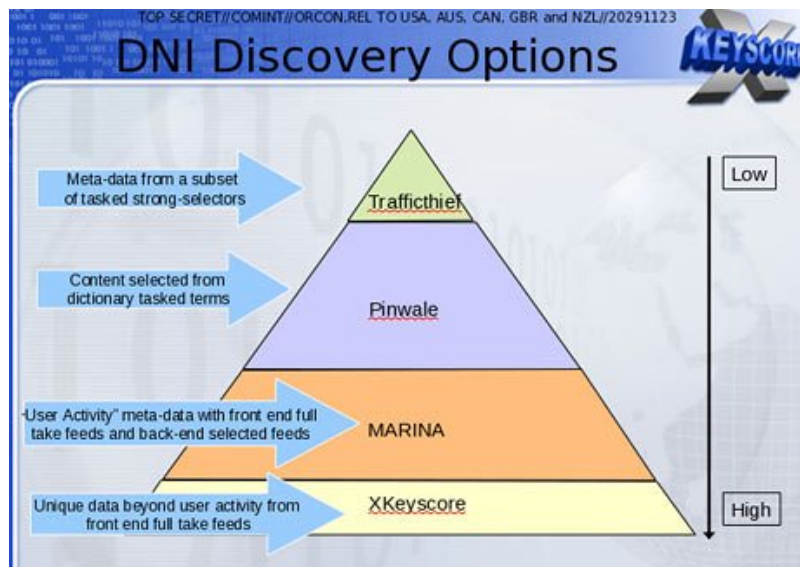 TOP SECRET//COMINT//ORCON,REL TO USA, AUS, CAN, GBR and NZL//20291123
DNI Discovery Options
X
KEYSCORE
Meta-data from a subset
of tasked strong-selectors
Trafficthief
Low
Content selected from
dictionary tasked terms
Pinwale
"User Activity" meta-data with front end full
take feeds and back-end selected feeds
MARINA
Unique data beyond user activity from
front end full take feeds
XKeyscore
High